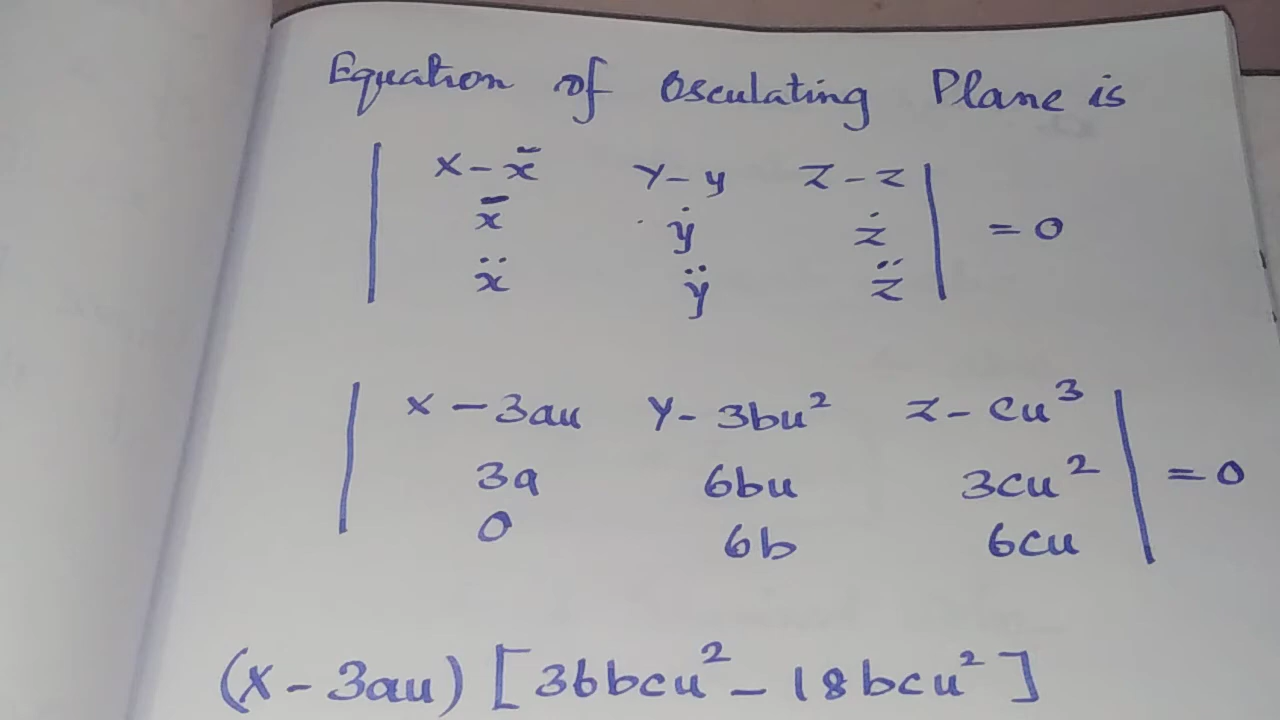 Equation of Osculating Plane is
| X - x̄ Y - y Z - z |
| x̄ ẏ ż | = 0
| ẍ ÿ z̈ |
| X - 3au Y - 3bu² Z - cu³ |
| 3a 6bu 3cu² | = 0
| 0 6b 6cu |
(X - 3au) [36bcu² - 18bcu²]